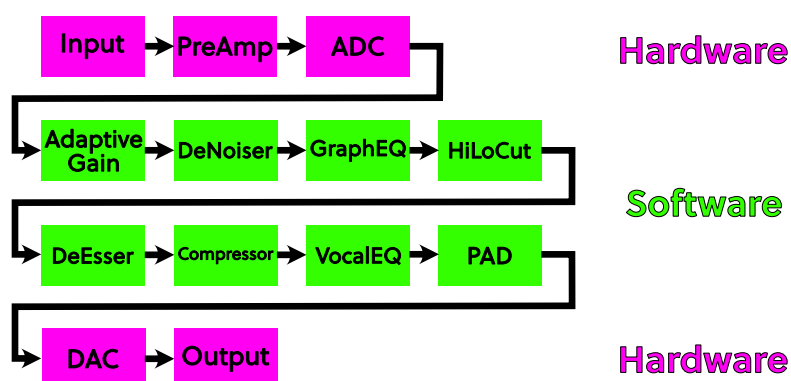 Input PreAmp ADC Hardware
Adaptive
Gain DeNoiser GraphEQ HiLoCut
Software
DeEsser Compressor VocalEQ PAD
DAC Output Hardware